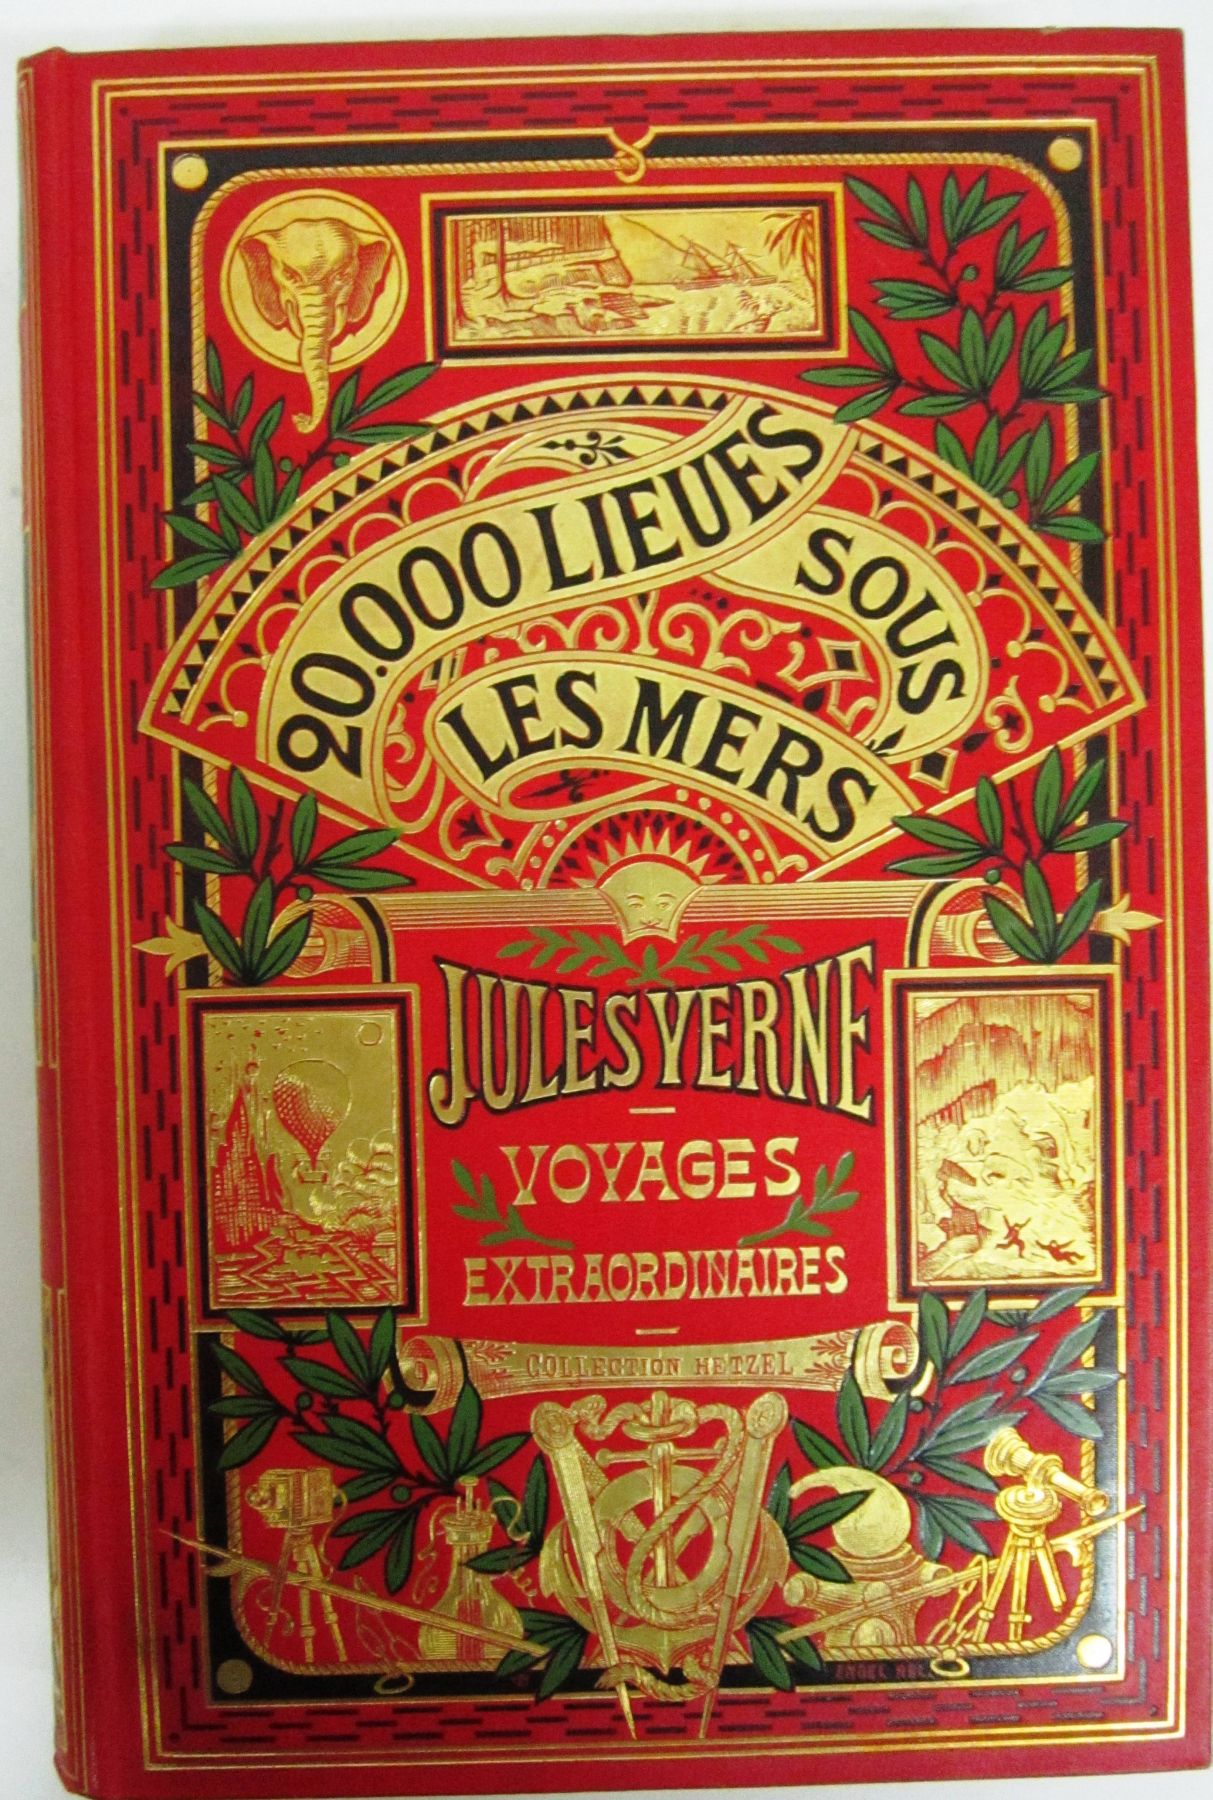 20.000 LIEUES
SOUS
LES MERS
JULES VERNE
VOYAGES
EXTRAORDINAIRES
COLLECTION HETZEL